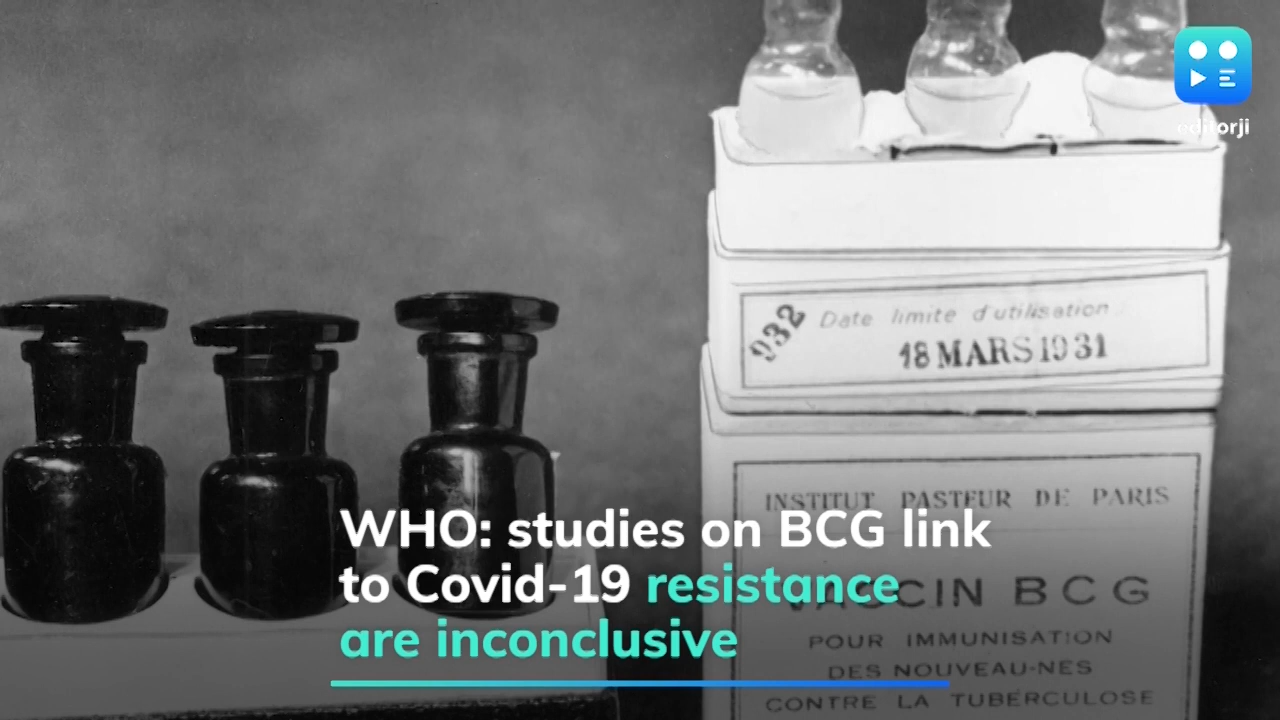 editorji
932
Date limite d'utilisation :
18 MARS 1931
INSTITUT PASTEUR DE PARIS
VACCIN BCG
POUR IMMUNISATION
DES NOUVEAU-NÉS
CONTRE LA TUBERCULOSE
WHO: studies on BCG link
to Covid-19 resistance
are inconclusive